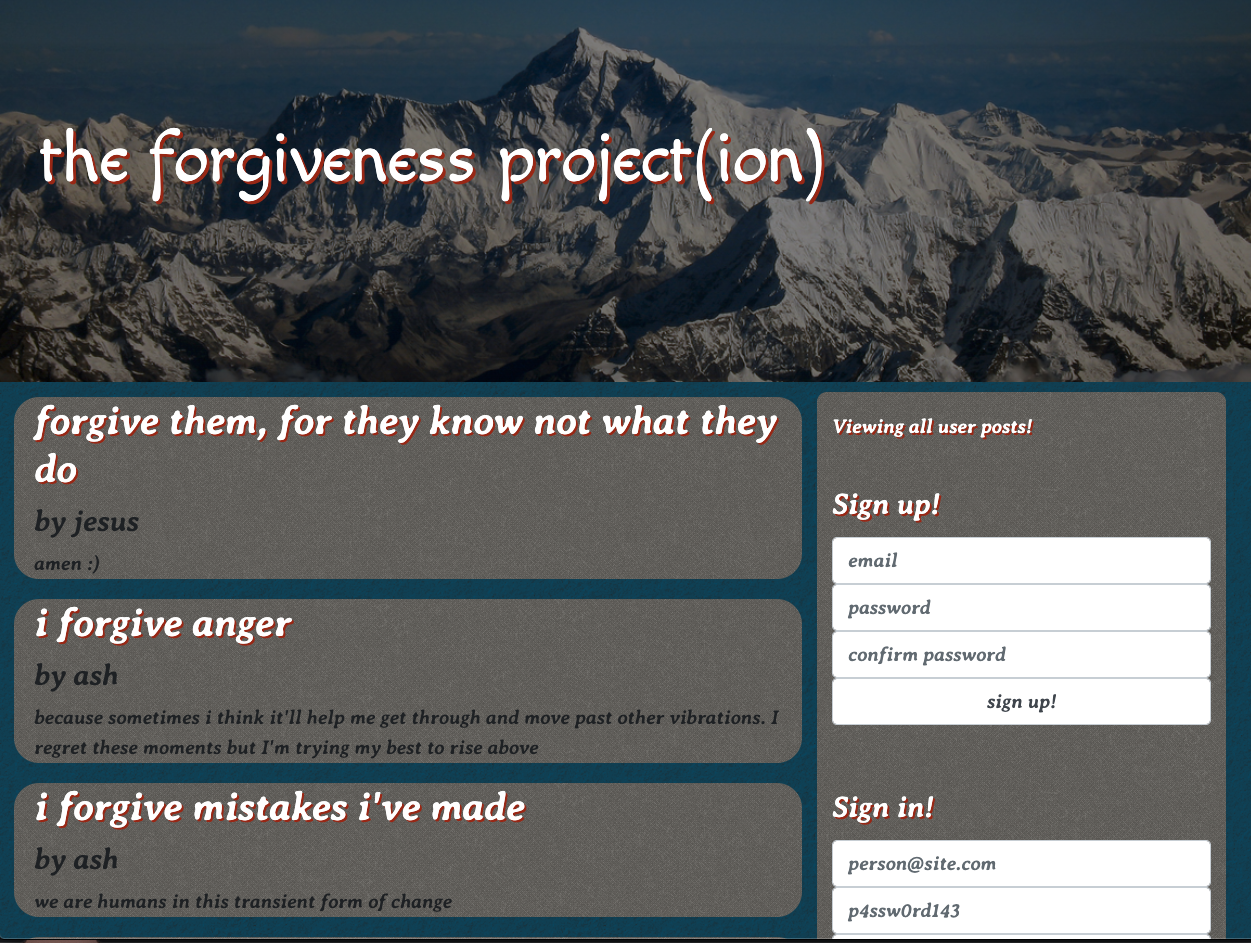 the forgiveness project(ion)
forgive them, for they know not what they
do
by jesus
amen :)
i forgive anger
by ash
because sometimes i think it'll help me get through and move past other vibrations. I
regret these moments but I'm trying my best to rise above
i forgive mistakes i've made
by ash
we are humans in this transient form of change
Viewing all user posts!
Sign up!
email
password
confirm password
sign up!
Sign in!
person@site.com
p4ssw0rd143